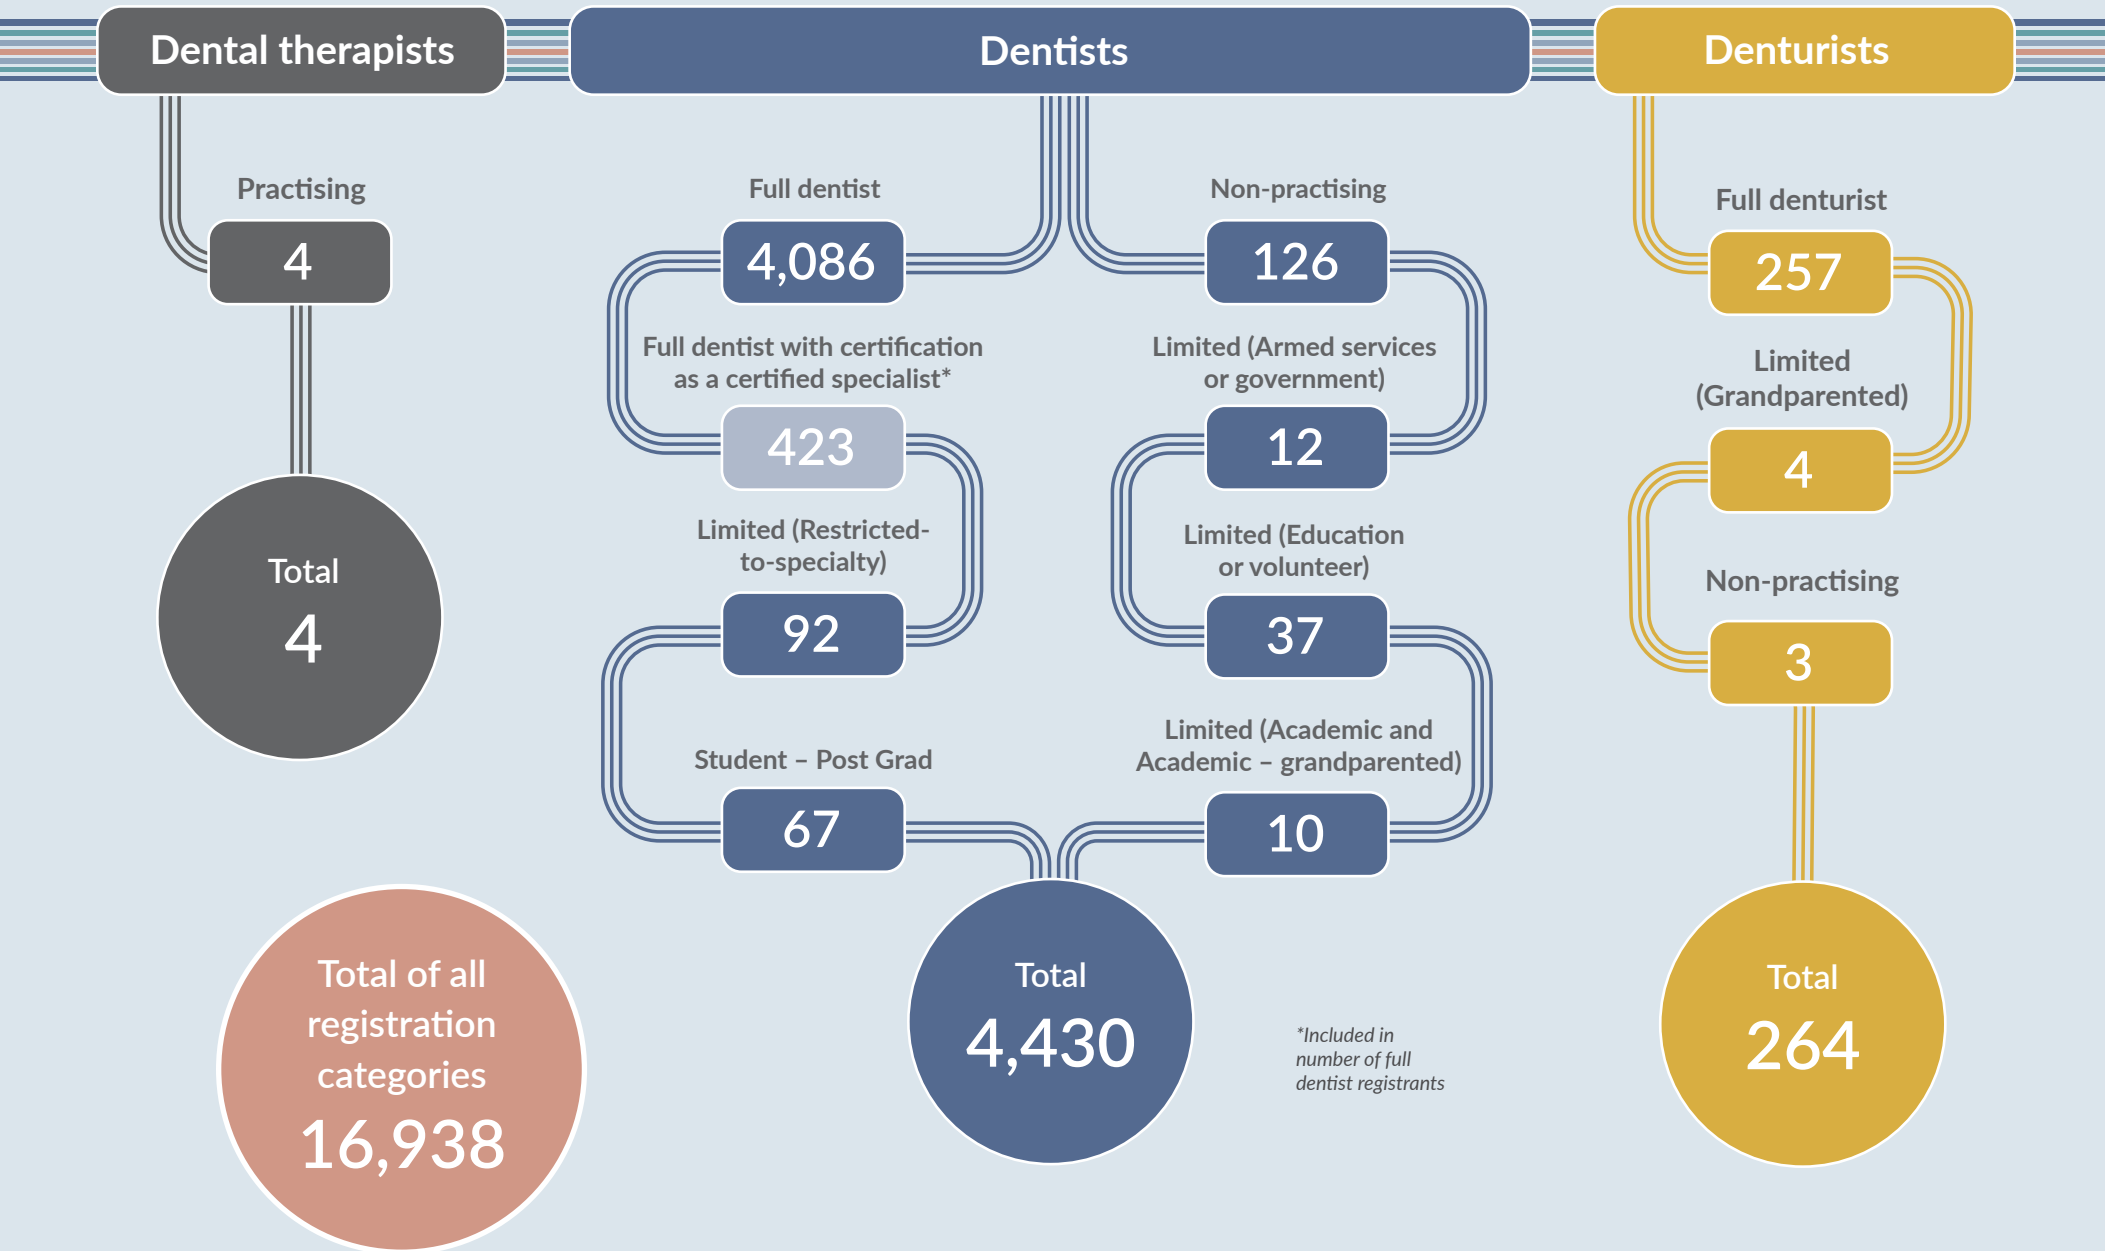 Dental therapists
Practising
4
Total
4
Total of all
registration
categories
16,938
Dentists
Full dentist
4,086
Full dentist with certification
as a certified specialist*
423
Limited (Restricted-
to-specialty)
92
Student – Post Grad
67
Non-practising
126
Limited (Armed services
or government)
12
Limited (Education
or volunteer)
37
Limited (Academic and
Academic – grandparented)
10
Total
4,430
*Included in
number of full
dentist registrants
Denturists
Full denturist
257
Limited
(Grandparented)
4
Non-practising
3
Total
264